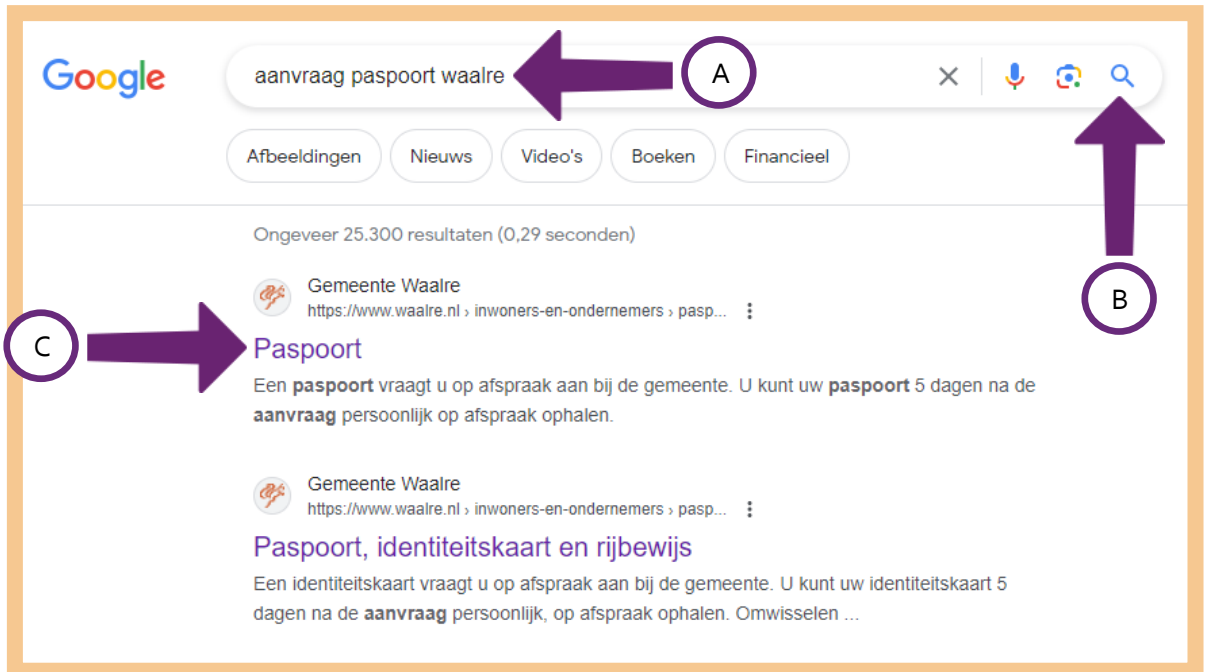 Google
aanvraag paspoort waalre
A
Afbeeldingen Nieuws Video's Boeken Financieel
Ongeveer 25.300 resultaten (0,29 seconden)
B
Gemeente Waalre
https://www.waalre.nl › inwoners-en-ondernemers › pasp...
C
Paspoort
Een paspoort vraagt u op afspraak aan bij de gemeente. U kunt uw paspoort 5 dagen na de
aanvraag persoonlijk op afspraak ophalen.
Gemeente Waalre
https://www.waalre.nl › inwoners-en-ondernemers › pasp...
Paspoort, identiteitskaart en rijbewijs
Een identiteitskaart vraagt u op afspraak aan bij de gemeente. U kunt uw identiteitskaart 5
dagen na de aanvraag persoonlijk, op afspraak ophalen. Omwisselen ...